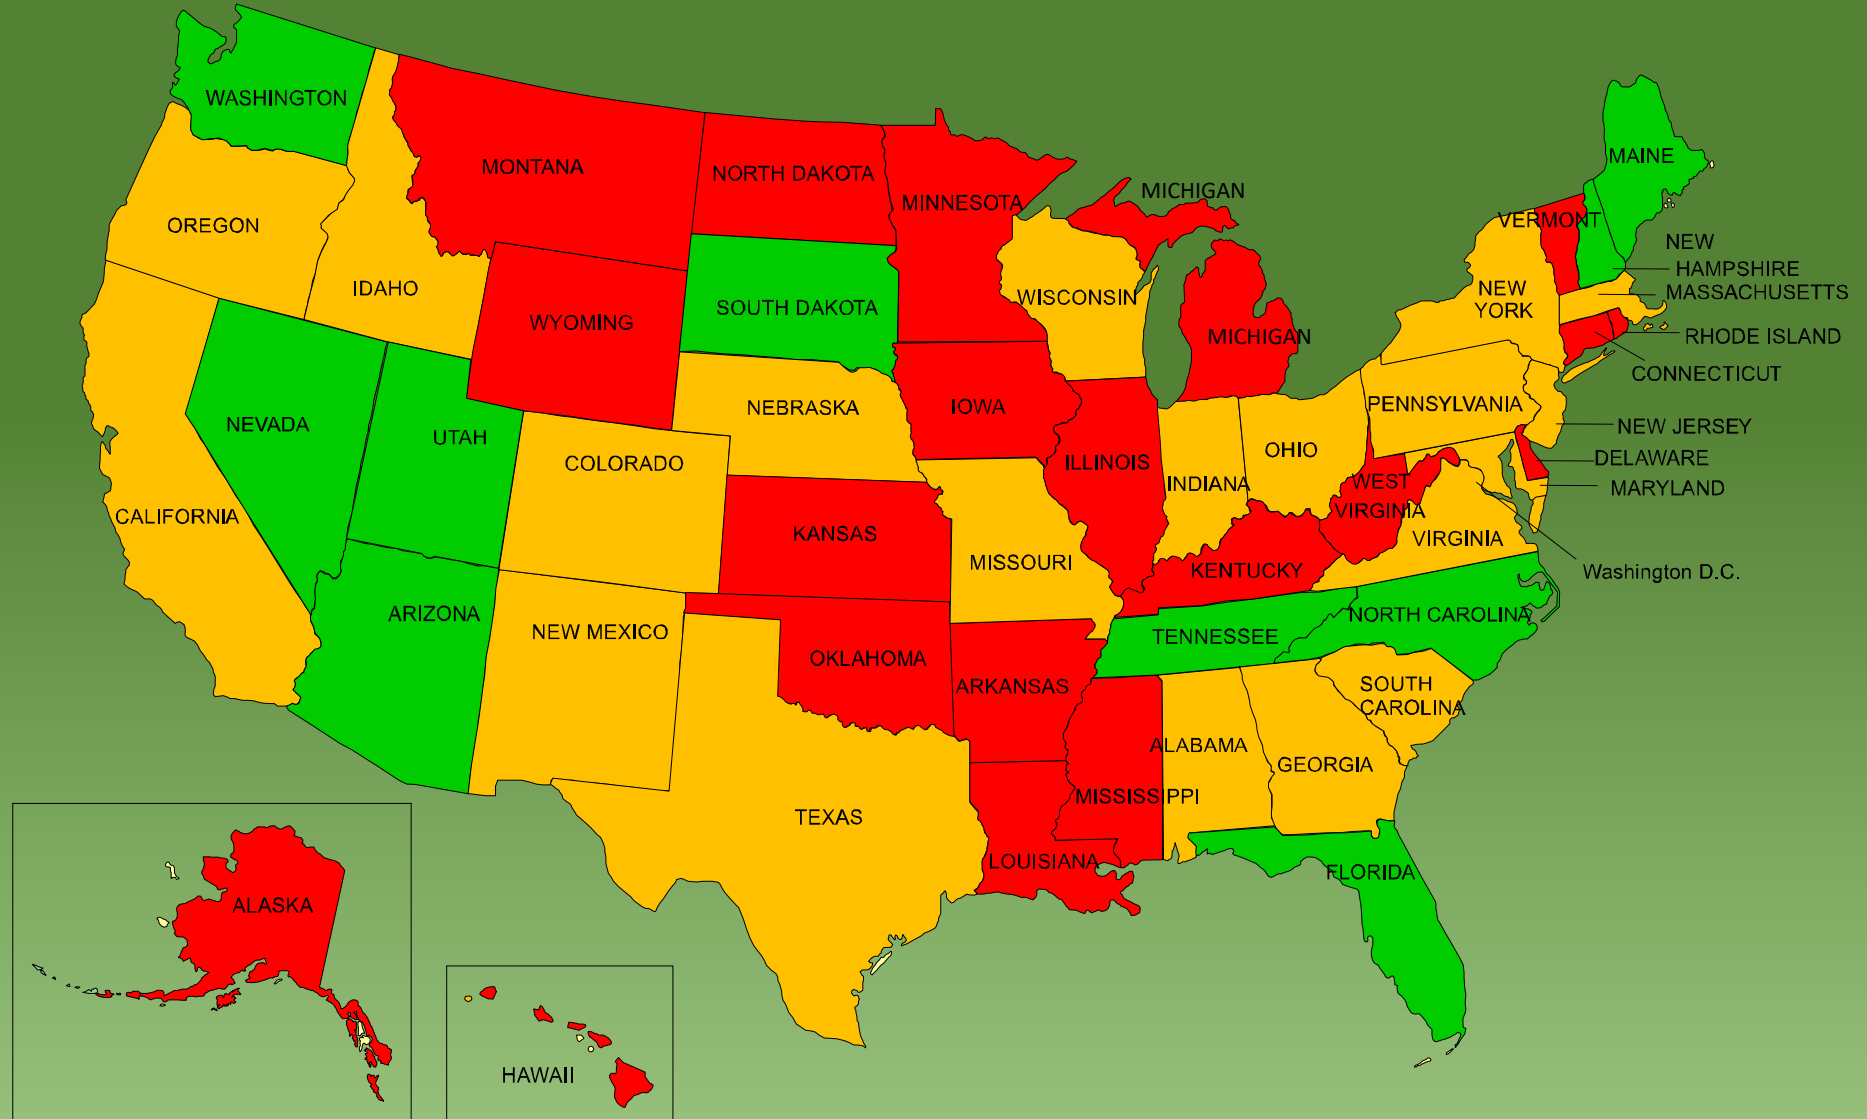 WASHINGTON
MONTANA
NORTH DAKOTA
MINNESOTA
MICHIGAN
MAINE
OREGON
VERMONT
NEW
HAMPSHIRE
IDAHO
WYOMING
SOUTH DAKOTA
WISCONSIN
MICHIGAN
NEW
YORK
MASSACHUSETTS
RHODE ISLAND
CONNECTICUT
NEVADA
UTAH
COLORADO
NEBRASKA
IOWA
ILLINOIS
INDIANA
OHIO
PENNSYLVANIA
NEW JERSEY
DELAWARE
MARYLAND
CALIFORNIA
KANSAS
MISSOURI
KENTUCKY
WEST
VIRGINIA
VIRGINIA
Washington D.C.
ARIZONA
NEW MEXICO
OKLAHOMA
ARKANSAS
TENNESSEE
NORTH CAROLINA
SOUTH
CAROLINA
TEXAS
LOUISIANA
MISSISSIPPI
ALABAMA
GEORGIA
FLORIDA
ALASKA
HAWAII